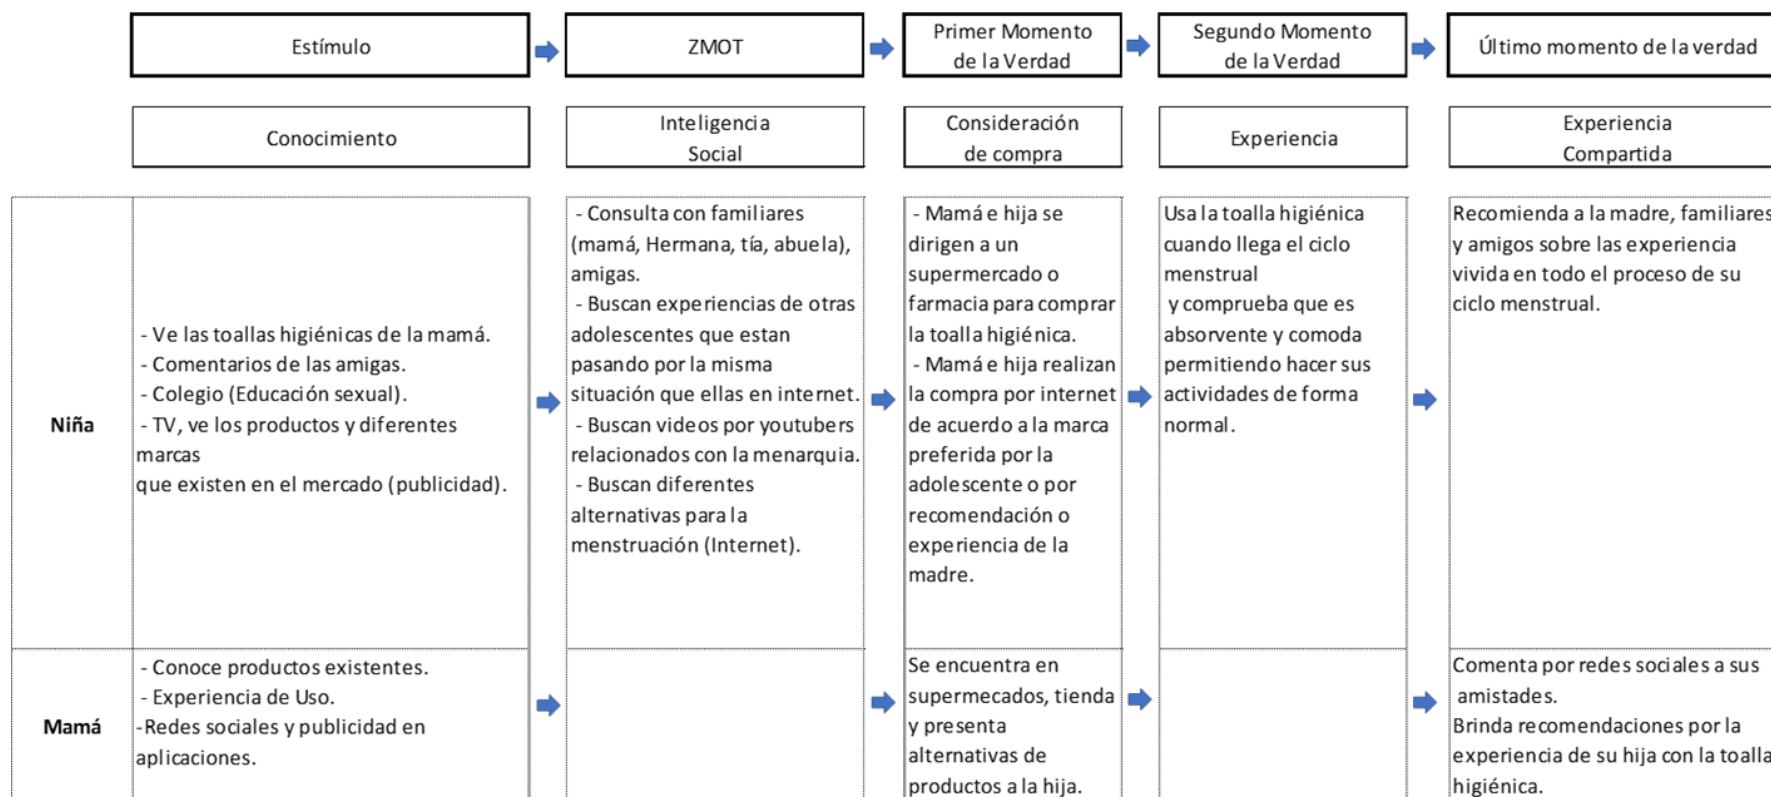 Estímulo
ZMOT
Primer Momento
de la Verdad
Segundo Momento
de la Verdad
Último momento de la verdad
Conocimiento
Inteligencia
Social
Consideración
de compra
Experiencia
Experiencia
Compartida
Niña
- Ve las toallas higiénicas de la mamá.
- Comentarios de las amigas.
- Colegio (Educación sexual).
- TV, ve los productos y diferentes
marcas
que existen en el mercado (publicidad).
- Consulta con familiares
(mamá, Hermana, tía, abuela),
amigas.
- Buscan experiencias de otras
adolescentes que estan
pasando por la misma
situación que ellas en internet.
- Buscan videos por youtubers
relacionados con la menarquia.
- Buscan diferentes
alternativas para la
menstruación (Internet).
- Mamá e hija se
dirigen a un
supermercado o
farmacia para comprar
la toalla higiénica.
- Mamá e hija realizan
la compra por internet
de acuerdo a la marca
preferida por la
adolescente o por
recomendación o
experiencia de la
madre.
Usa la toalla higiénica
cuando llega el ciclo
menstrual
y comprueba que es
absorvente y comoda
permitiendo hacer sus
actividades de forma
normal.
Recomienda a la madre, familiares
y amigos sobre las experiencia
vivida en todo el proceso de su
ciclo menstrual.
Mamá
- Conoce productos existentes.
- Experiencia de Uso.
-Redes sociales y publicidad en
aplicaciones.
Se encuentra en
supermecados, tienda
y presenta
alternativas de
productos a la hija.
Comenta por redes sociales a sus
amistades.
Brinda recomendaciones por la
experiencia de su hija con la toalla
higiénica.